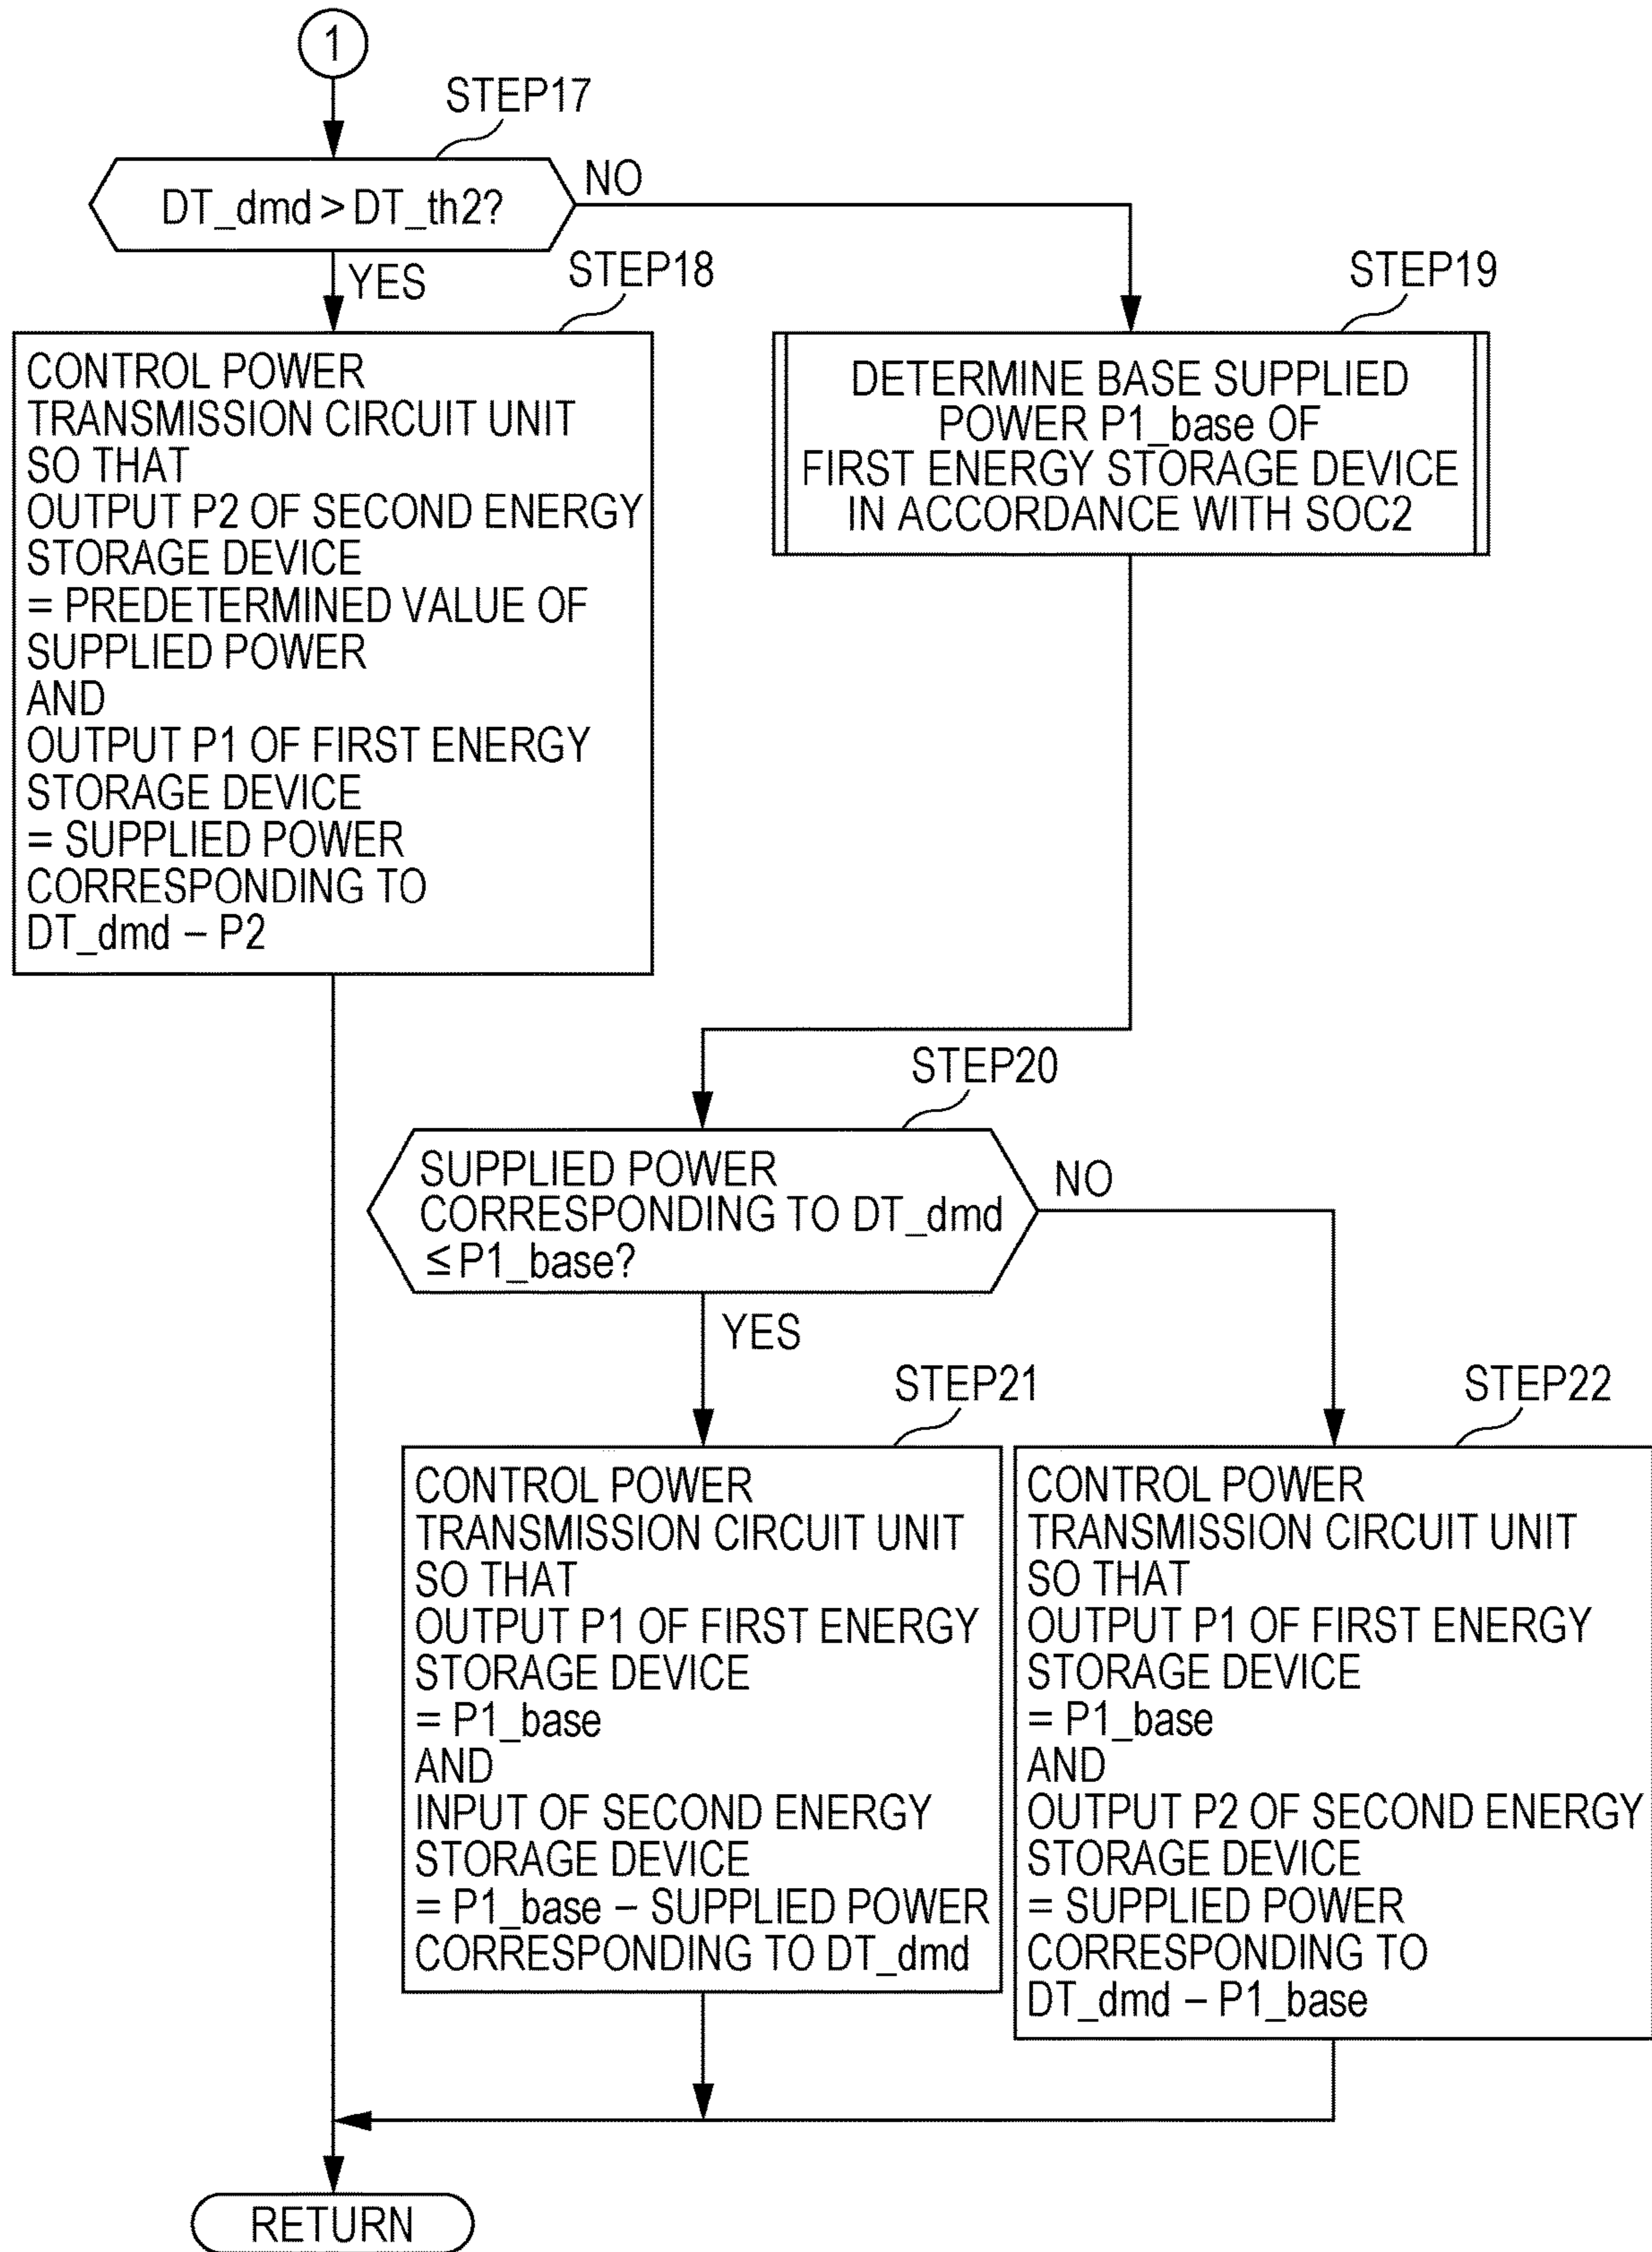 1
STEP17
DT_dmd > DT_th2?
NO
YES
STEP18
STEP19
CONTROL POWER
TRANSMISSION CIRCUIT UNIT
SO THAT
OUTPUT P2 OF SECOND ENERGY
STORAGE DEVICE
= PREDETERMINED VALUE OF
SUPPLIED POWER
AND
OUTPUT P1 OF FIRST ENERGY
STORAGE DEVICE
= SUPPLIED POWER
CORRESPONDING TO
DT_dmd – P2
DETERMINE BASE SUPPLIED
POWER P1_base OF
FIRST ENERGY STORAGE DEVICE
IN ACCORDANCE WITH SOC2
STEP20
SUPPLIED POWER
CORRESPONDING TO DT_dmd
≤ P1_base?
NO
YES
STEP21
STEP22
CONTROL POWER
TRANSMISSION CIRCUIT UNIT
SO THAT
OUTPUT P1 OF FIRST ENERGY
STORAGE DEVICE
= P1_base
AND
INPUT OF SECOND ENERGY
STORAGE DEVICE
= P1_base – SUPPLIED POWER
CORRESPONDING TO DT_dmd
CONTROL POWER
TRANSMISSION CIRCUIT UNIT
SO THAT
OUTPUT P1 OF FIRST ENERGY
STORAGE DEVICE
= P1_base
AND
OUTPUT P2 OF SECOND ENERGY
STORAGE DEVICE
= SUPPLIED POWER
CORRESPONDING TO
DT_dmd – P1_base
RETURN